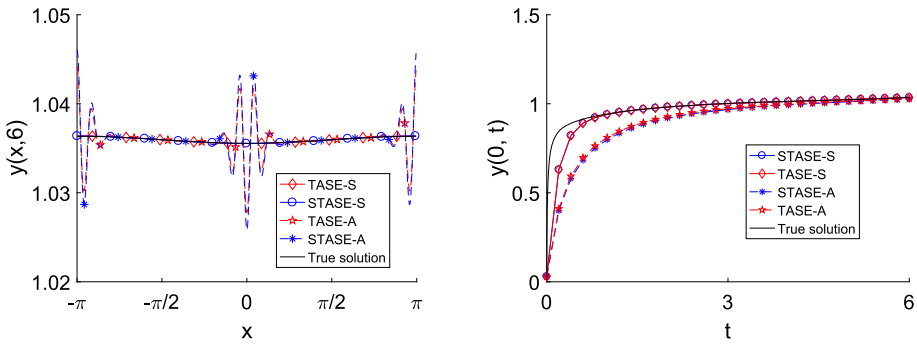 1.05
1.04
1.03
1.02
y(x,6)
-π
-π/2
0
π/2
π
x
TASE-S
STASE-S
TASE-A
STASE-A
True solution
1.5
1
0.5
0
y(0, t)
0
3
6
t
STASE-S
TASE-S
STASE-A
TASE-A
True solution